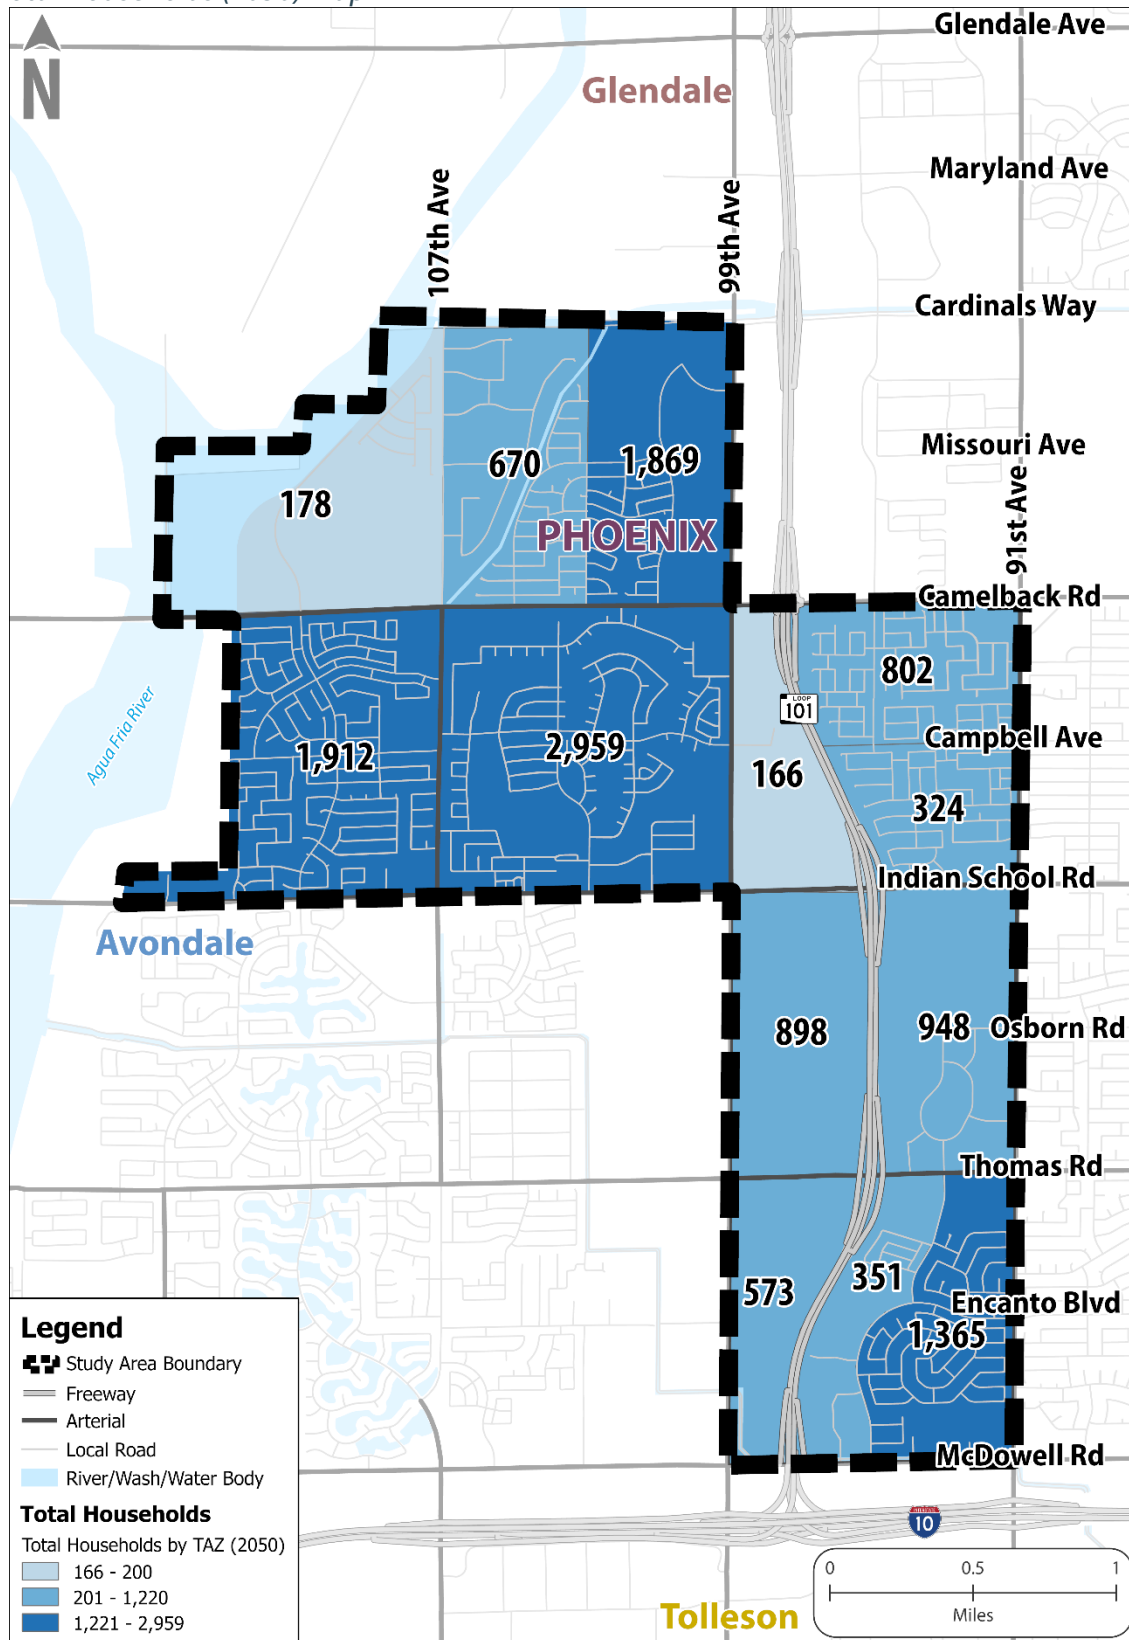 Glendale Ave
N
Glendale
Maryland Ave
107th Ave
99th Ave
Cardinals Way
Missouri Ave
670
1,869
178
91st Ave
PHOENIX
Camelback Rd
802
Agua Fria River
LOOP
101
Campbell Ave
1,912
2,959
166
324
Indian School Rd
Avondale
898
948
Osborn Rd
Thomas Rd
573
351
Encanto Blvd
1,365
Legend
Study Area Boundary
Freeway
Arterial
Local Road
River/Wash/Water Body
Total Households
Total Households by TAZ (2050)
166 - 200
201 - 1,220
1,221 - 2,959
McDowell Rd
10
0 0.5 1
Miles
Tolleson